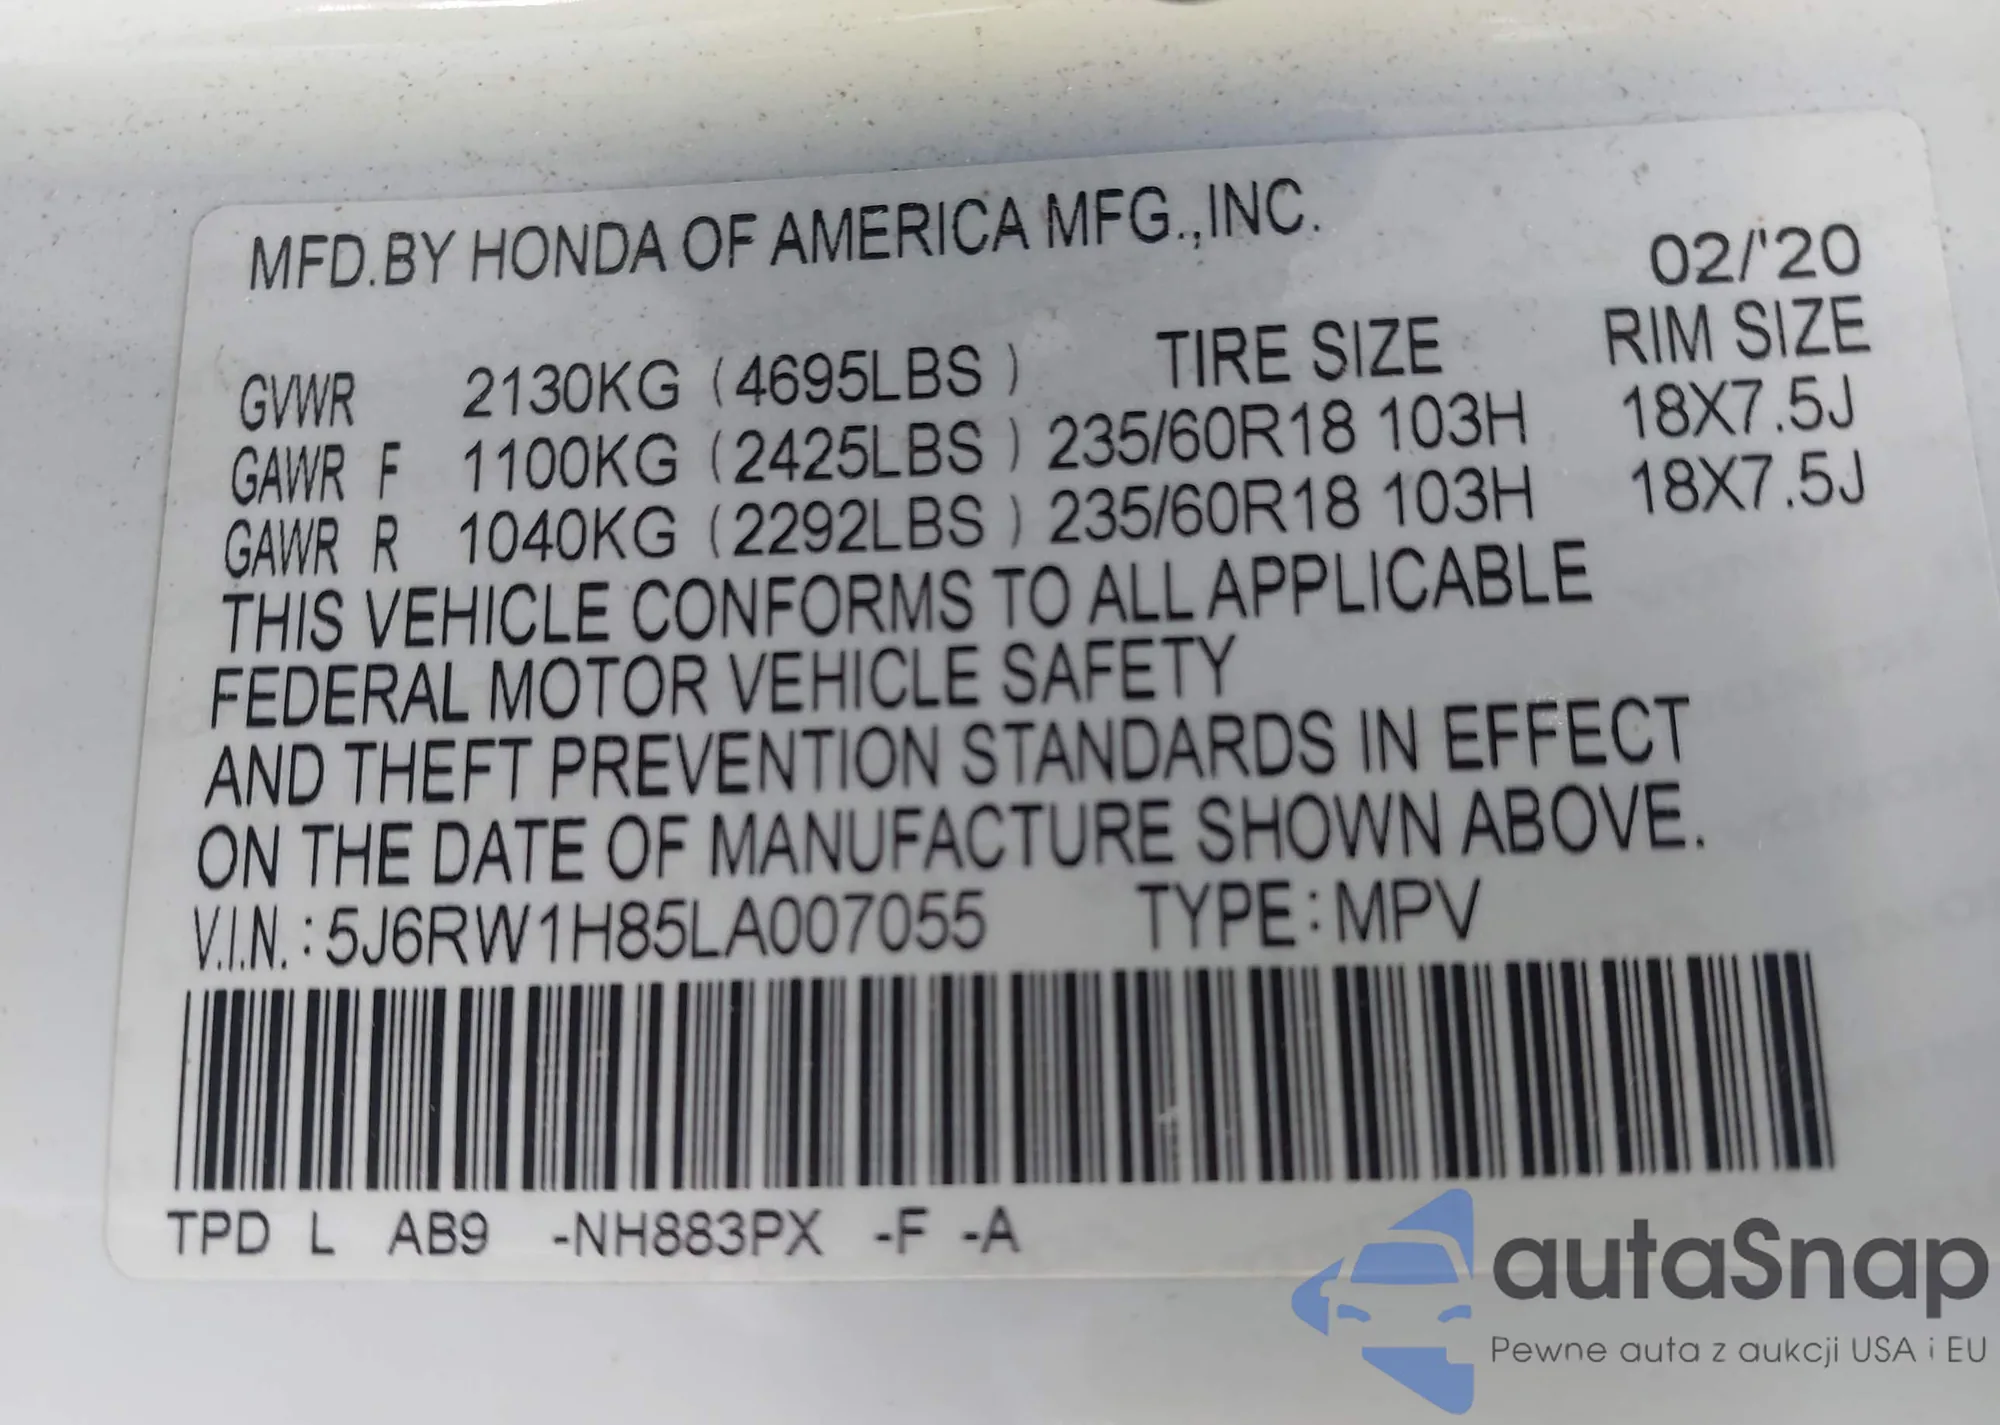 MFD.BY HONDA OF AMERICA MFG.,INC.
02/'20
GVWR 2130KG (4695LBS ) TIRE SIZE RIM SIZE
GAWR F 1100KG (2425LBS ) 235/60R18 103H 18X7.5J
GAWR R 1040KG (2292LBS ) 235/60R18 103H 18X7.5J
THIS VEHICLE CONFORMS TO ALL APPLICABLE
FEDERAL MOTOR VEHICLE SAFETY
AND THEFT PREVENTION STANDARDS IN EFFECT
ON THE DATE OF MANUFACTURE SHOWN ABOVE.
V.I.N.:5J6RW1H85LA007055 TYPE:MPV
TPD L AB9 -NH883PX -F -A
autaSnap
Pewne auta z aukcji USA i EU